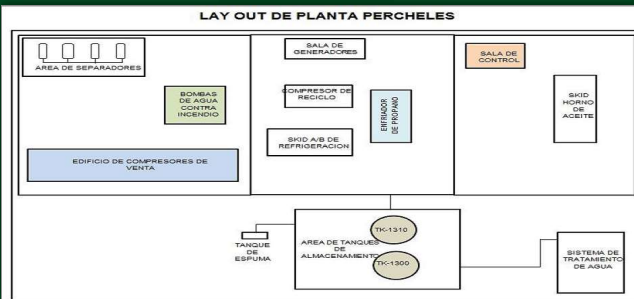 LAY OUT DE PLANTA PERCHELES
AREA DE SEPARADORES
BOMBAS
DE AGUA
CONTRA
INCENDIO
EDIFICIO DE COMPRESORES DE
VENTA
SALA DE
GENERADORES
COMPRESOR DE
RECICLO
SKID A/B DE
REFRIGERACION
ENFRIADOR
DE PROPANO
SALA DE
CONTROL
SKID
HORNO
DE
ACEITE
TANQUE
DE
ESPUMA
AREA DE TANQUES
DE
ALMACENAMIENTO
TK-1310
TK-1300
SISTEMA DE
TRATAMIENTO
DE AGUA